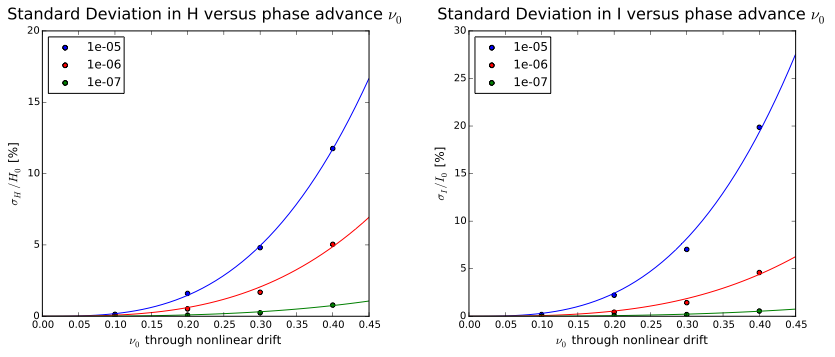 Standard Deviation in H versus phase advance ν₀
20
15
10
5
0
σ_H/H₀ [%]
1e-05
1e-06
1e-07
0.00 0.05 0.10 0.15 0.20 0.25 0.30 0.35 0.40 0.45
ν₀ through nonlinear drift
Standard Deviation in I versus phase advance ν₀
30
25
20
15
10
5
0
σ_I/I₀ [%]
1e-05
1e-06
1e-07
0.00 0.05 0.10 0.15 0.20 0.25 0.30 0.35 0.40 0.45
ν₀ through nonlinear drift